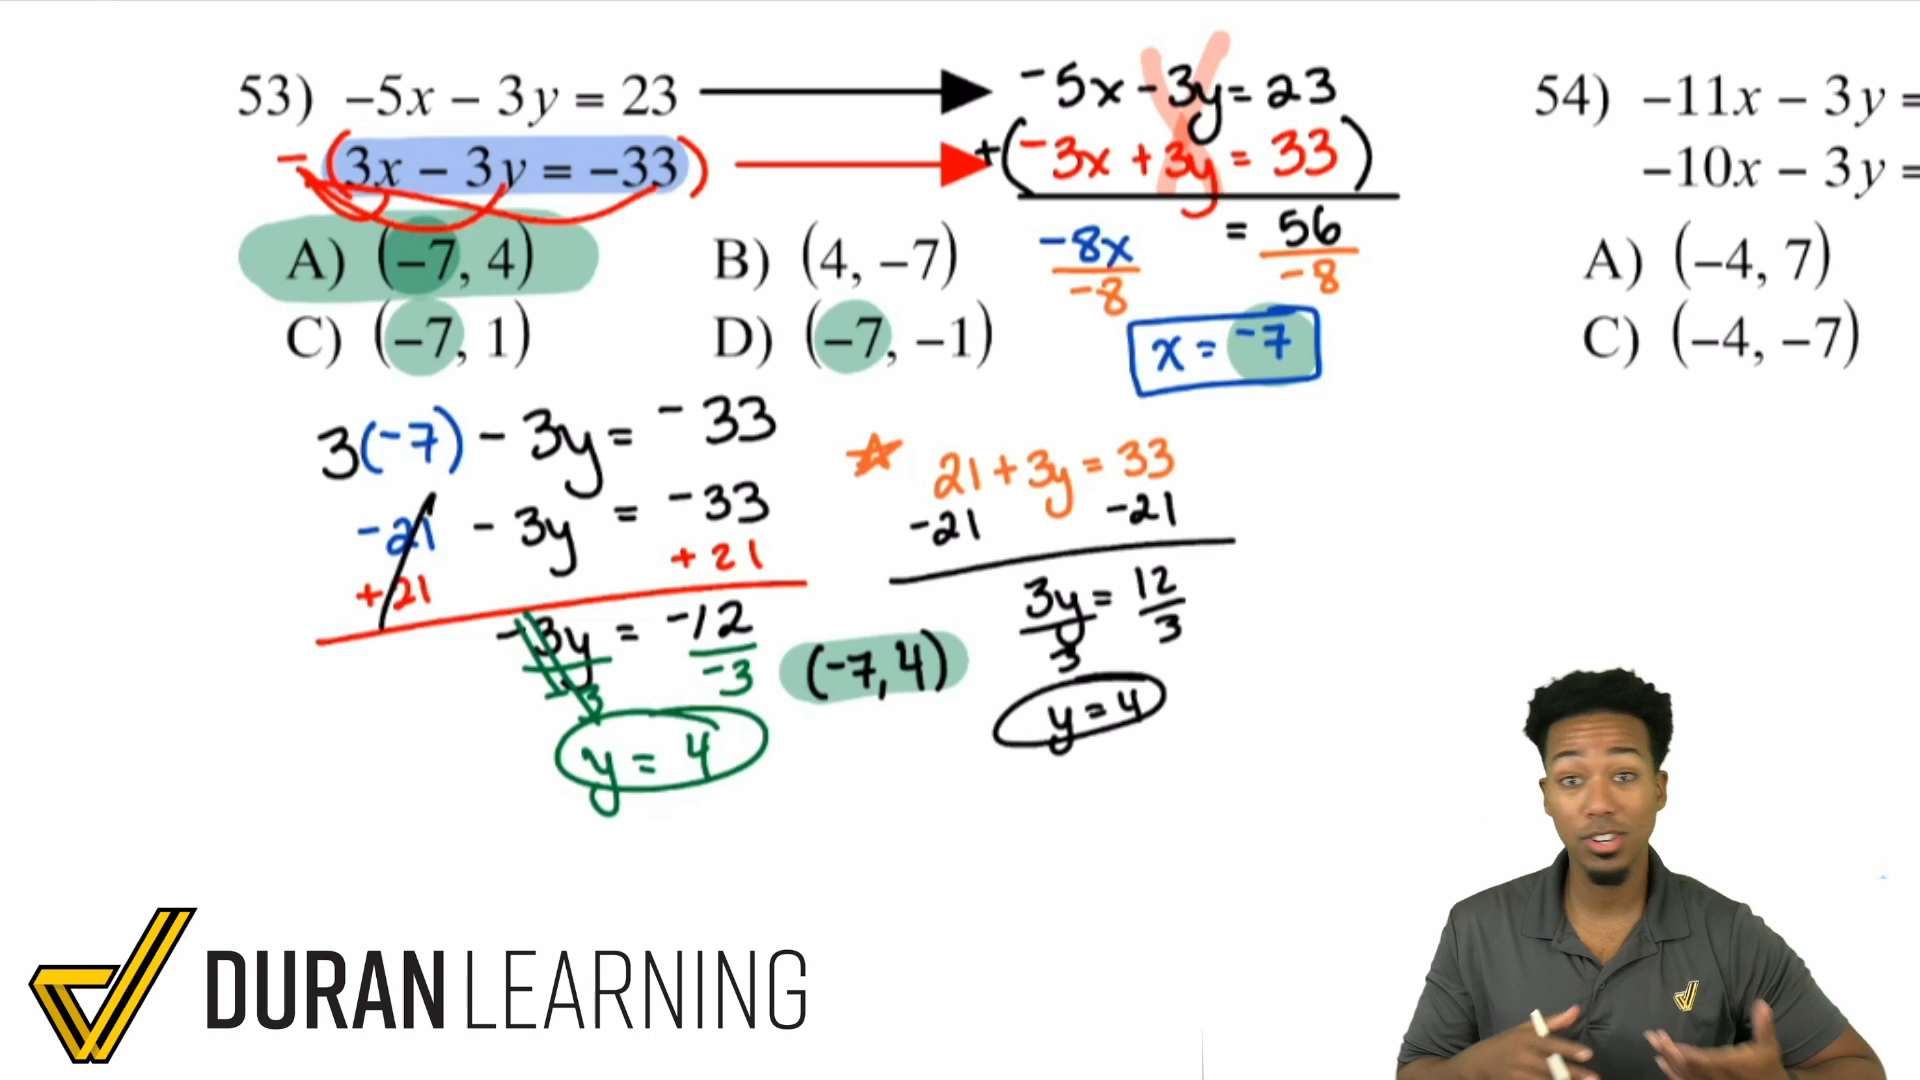 53) −5x − 3y = 23
−(3x − 3y = −33)
A) (−7, 4)
B) (4, −7)
C) (−7, 1)
D) (−7, −1)
-5x -3y = 23
+(-3x + 3y = 33)
-8x = 56
-8 -8
x = -7
3(-7) - 3y = -33
-21 - 3y = -33
+21 +21
-3y = -12
-3 -3
y = 4
(-7, 4)
21 + 3y = 33
-21 -21
3y = 12
3 3
y = 4
54) −11x − 3y =
−10x − 3y =
A) (−4, 7)
C) (−4, −7)
DURAN LEARNING